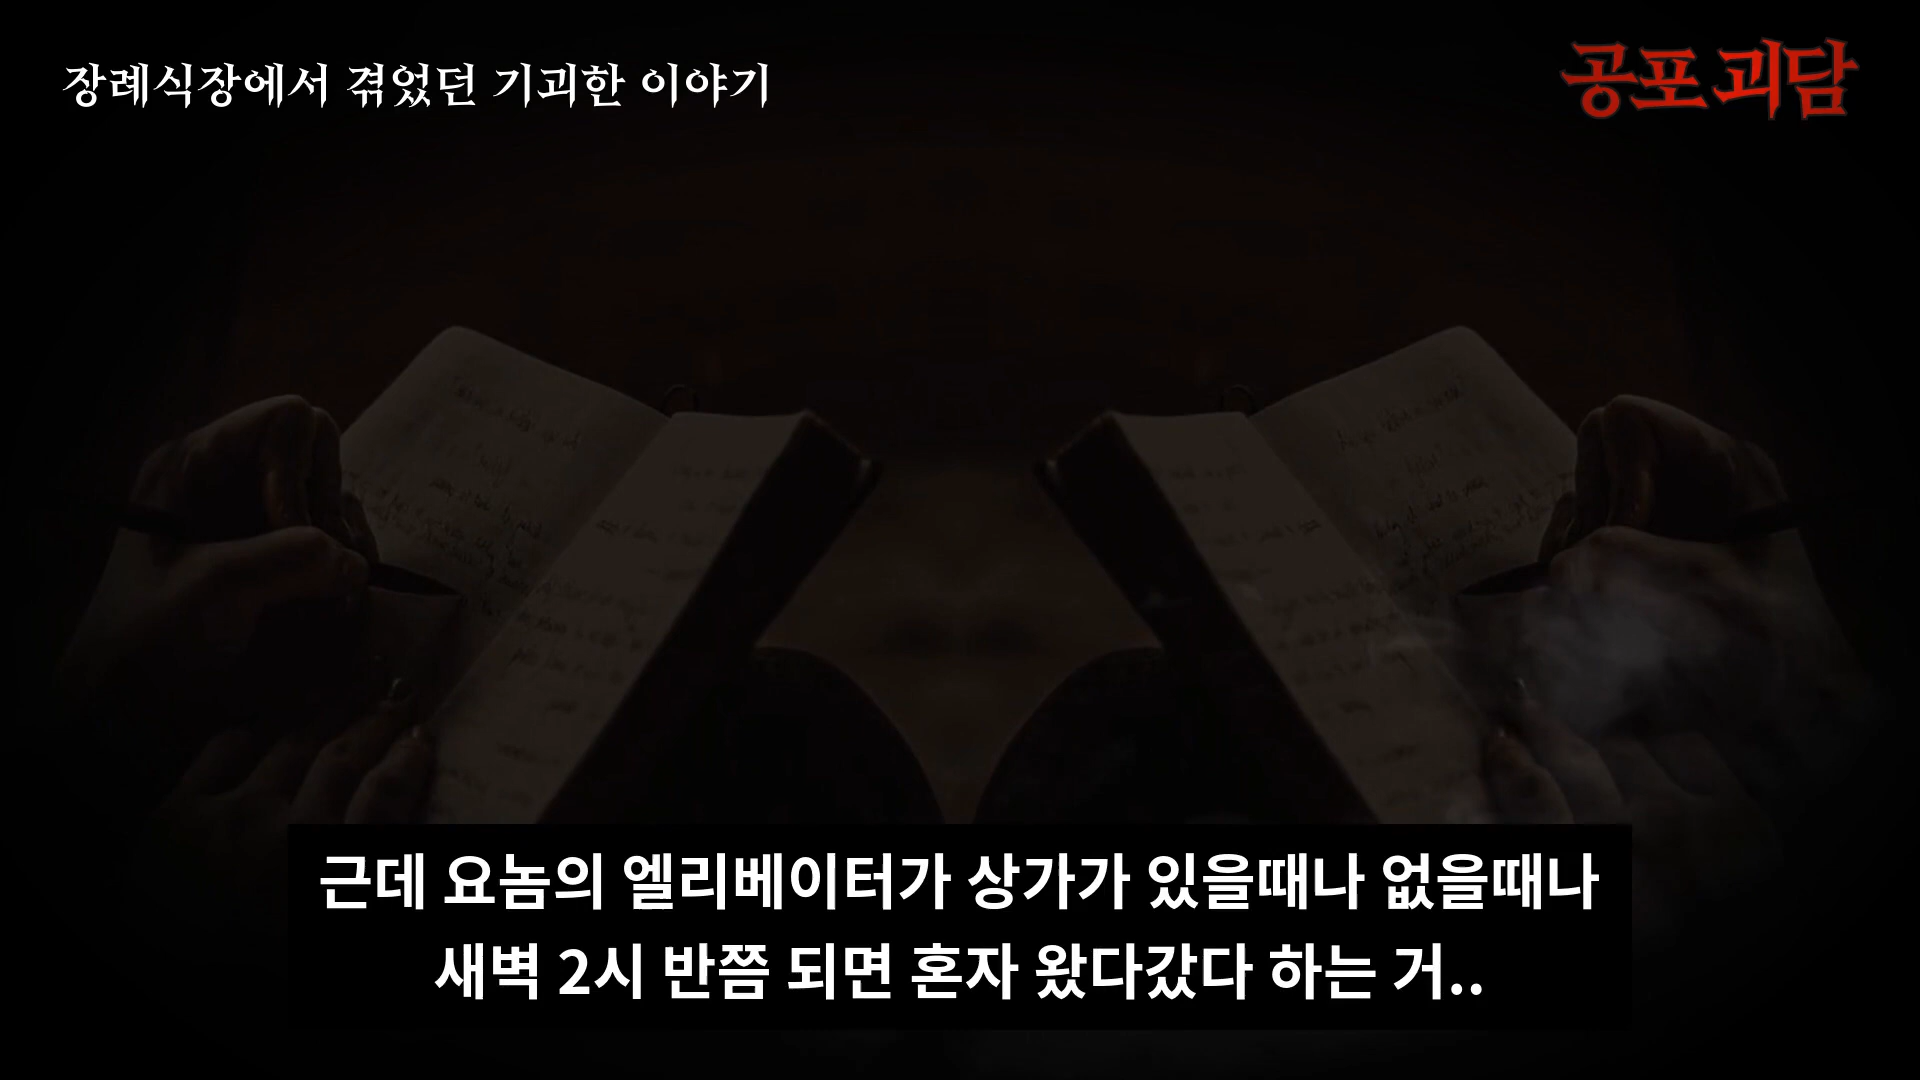 장례식장에서 겪었던 기괴한 이야기
공포 괴담
근데 요놈의 엘리베이터가 상가가 있을때나 없을때나
새벽 2시 반쯤 되면 혼자 왔다갔다 하는 거..